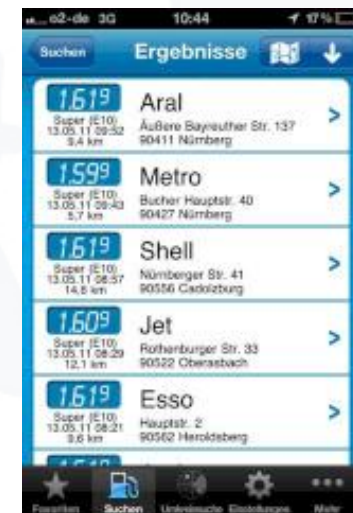 o2-de 3G 10:44 17%
Suchen Ergebnisse
1.619 Aral
Super (E10)
13.05.11 09:52
9,4 km
Äußere Bayreuther Str. 137
90411 Nürnberg
1.599 Metro
Super (E10)
13.05.11 09:43
5,7 km
Bucher Hauptstr. 40
90427 Nürnberg
1.619 Shell
Super (E10)
13.05.11 08:57
14,8 km
Nürnberger Str. 41
90556 Cadolzburg
1.609 Jet
Super (E10)
13.05.11 08:29
12,1 km
Rothenburger Str. 33
90522 Oberasbach
1.619 Esso
Super (E10)
13.05.11 08:21
9,6 km
Hauptstr. 2
90562 Heroldsberg
Favoriten Suchen Umkreissuche Einstellungen Mehr